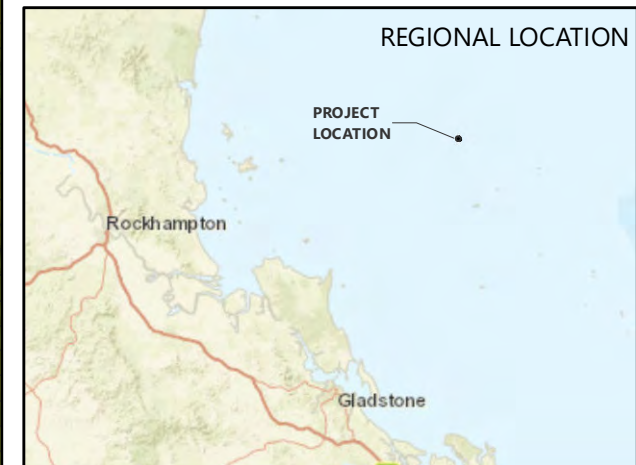 REGIONAL LOCATION
PROJECT
LOCATION
Rockhampton
Gladstone